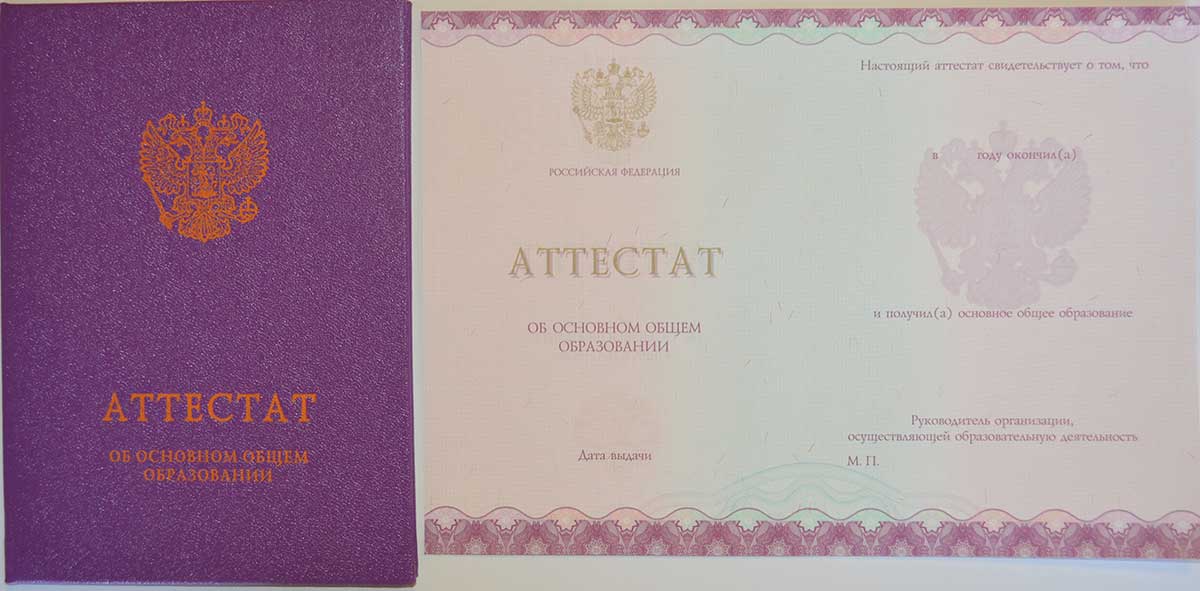 АТТЕСТАТ
ОБ ОСНОВНОМ ОБЩЕМ
ОБРАЗОВАНИИ
РОССИЙСКАЯ ФЕДЕРАЦИЯ
АТТЕСТАТ
ОБ ОСНОВНОМ ОБЩЕМ
ОБРАЗОВАНИИ
Дата выдачи
Настоящий аттестат свидетельствует о том, что
в году окончил(а)
и получил(а) основное общее образование
Руководитель организации,
осуществляющей образовательную деятельность
М. П.